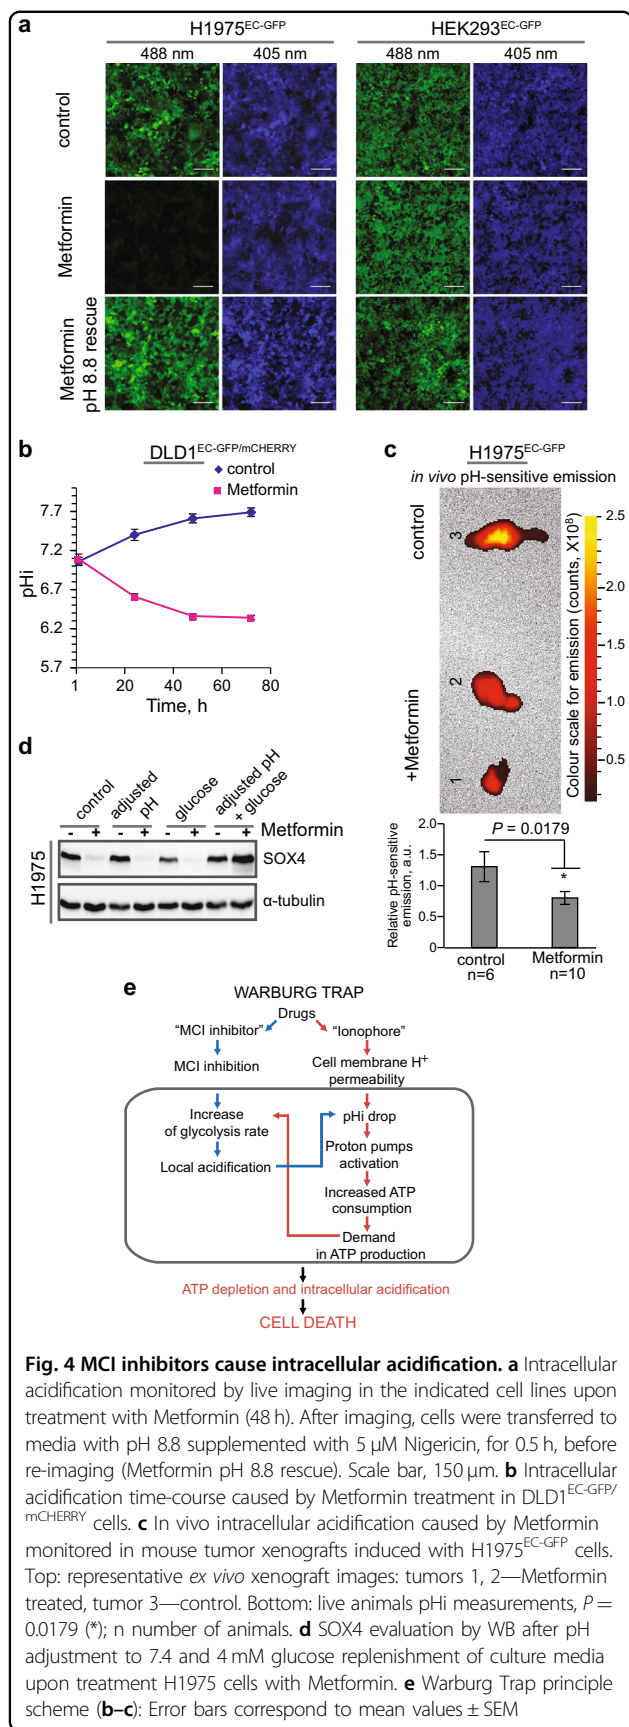 a
H1975EC-GFP HEK293EC-GFP
488 nm 405 nm 488 nm 405 nm
control
Metformin
Metformin
pH 8.8 rescue
b
DLD1EC-GFP/mCHERRY
control
Metformin
7.7
7.2
6.7
6.2
5.7
pHi
1 20 40 60 80
Time, h
c
H1975EC-GFP
in vivo pH-sensitive emission
control
+Metformin
3
2
1
2.5
2.0
1.5
1.0
0.5
Colour scale for emission (counts, X10⁸)
P = 0.0179
2.0
1.5
1.0
0.5
0
Relative pH-sensitive
emission, a.u.
*
control Metformin
n=6 n=10
d
control adjusted pH glucose adjusted pH + glucose
- + - + - + - + Metformin
H1975
SOX4
α-tubulin
e
WARBURG TRAP
Drugs
"MCI inhibitor" "Ionophore"
MCI inhibition Cell membrane H+
permeability
Increase
of glycolysis rate
pHi drop
Local acidification
Proton pumps
activation
Increased ATP
consumption
Demand
in ATP production
ATP depletion and intracellular acidification
CELL DEATH
Fig. 4 MCI inhibitors cause intracellular acidification. a Intracellular
acidification monitored by live imaging in the indicated cell lines upon
treatment with Metformin (48 h). After imaging, cells were transferred to
media with pH 8.8 supplemented with 5 µM Nigericin, for 0.5 h, before
re-imaging (Metformin pH 8.8 rescue). Scale bar, 150 µm. b Intracellular
acidification time-course caused by Metformin treatment in DLD1EC-GFP/
mCHERRY cells. c In vivo intracellular acidification caused by Metformin
monitored in mouse tumor xenografts induced with H1975EC-GFP cells.
Top: representative ex vivo xenograft images: tumors 1, 2—Metformin
treated, tumor 3—control. Bottom: live animals pHi measurements, P =
0.0179 (*); n number of animals. d SOX4 evaluation by WB after pH
adjustment to 7.4 and 4 mM glucose replenishment of culture media
upon treatment H1975 cells with Metformin. e Warburg Trap principle
scheme (b–c): Error bars correspond to mean values ± SEM